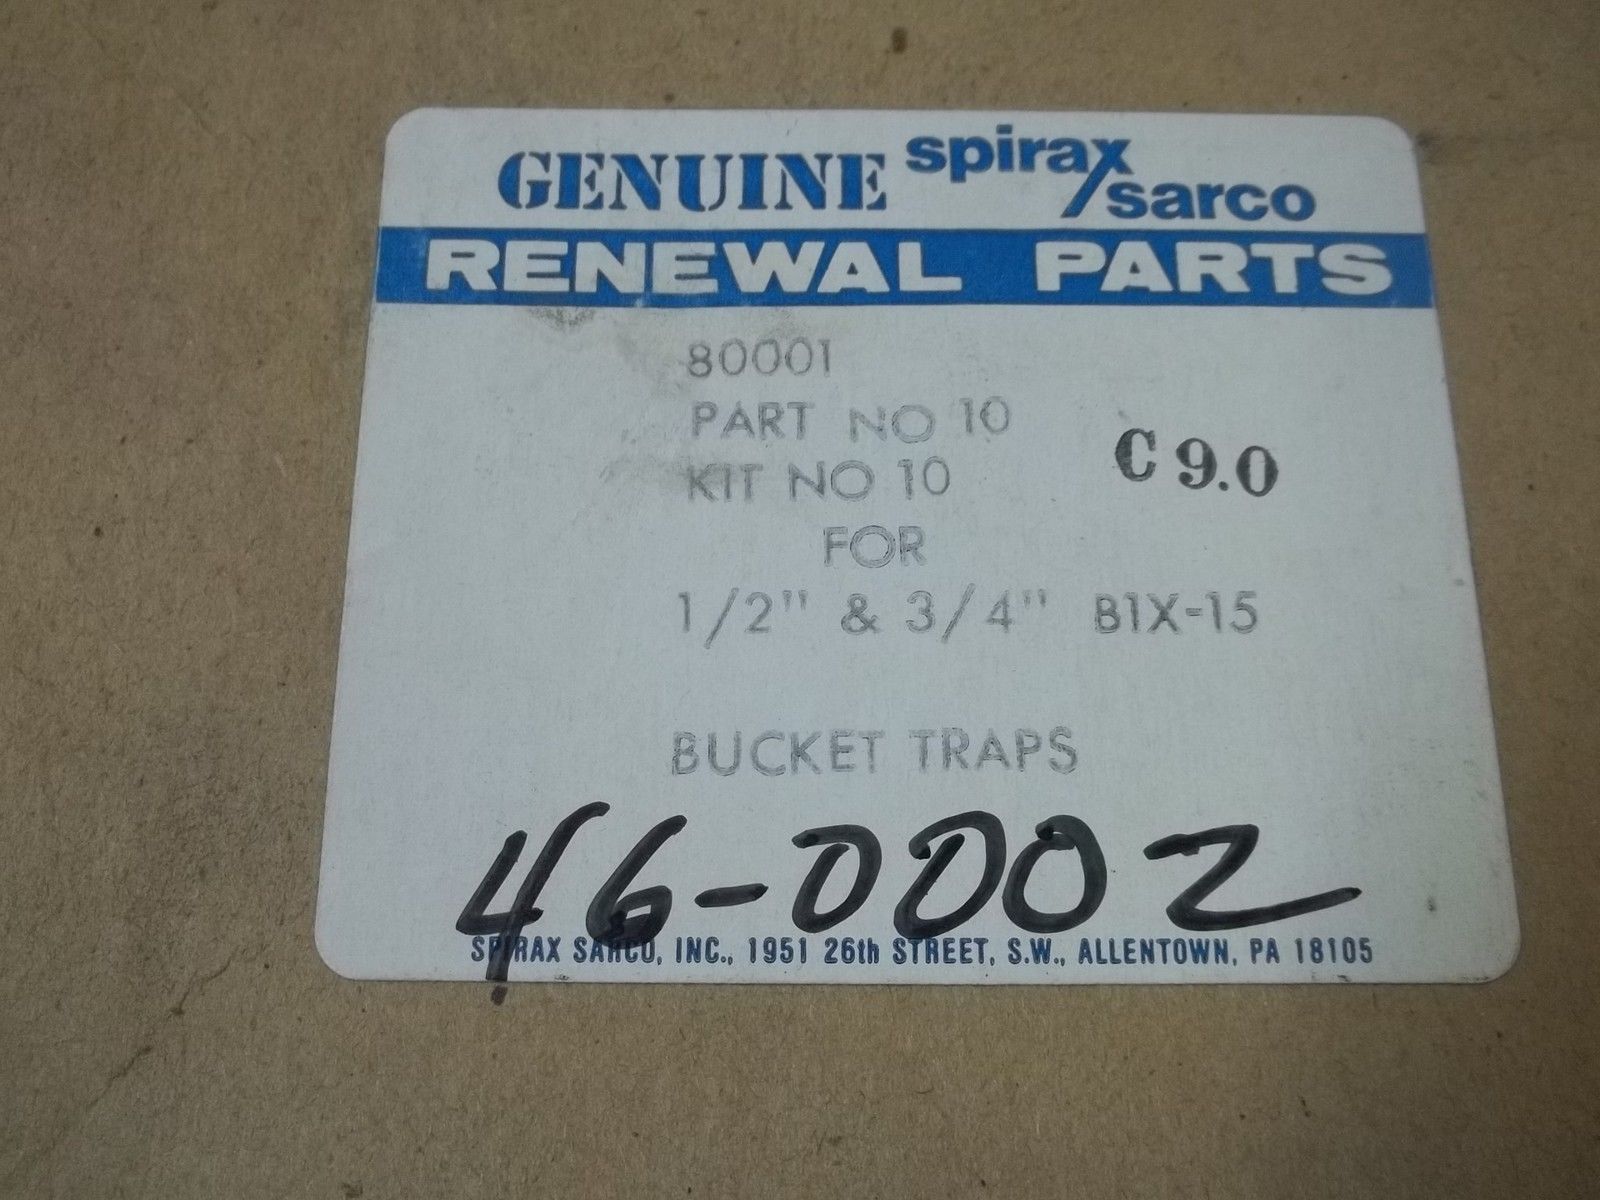 GENUINE spirax/sarco
RENEWAL PARTS
80001
PART NO 10
KIT NO 10 C 9.0
FOR
1/2" & 3/4" B1X-15
BUCKET TRAPS
46-0002
SPIRAX SARCO, INC., 1951 26th STREET, S.W., ALLENTOWN, PA 18105